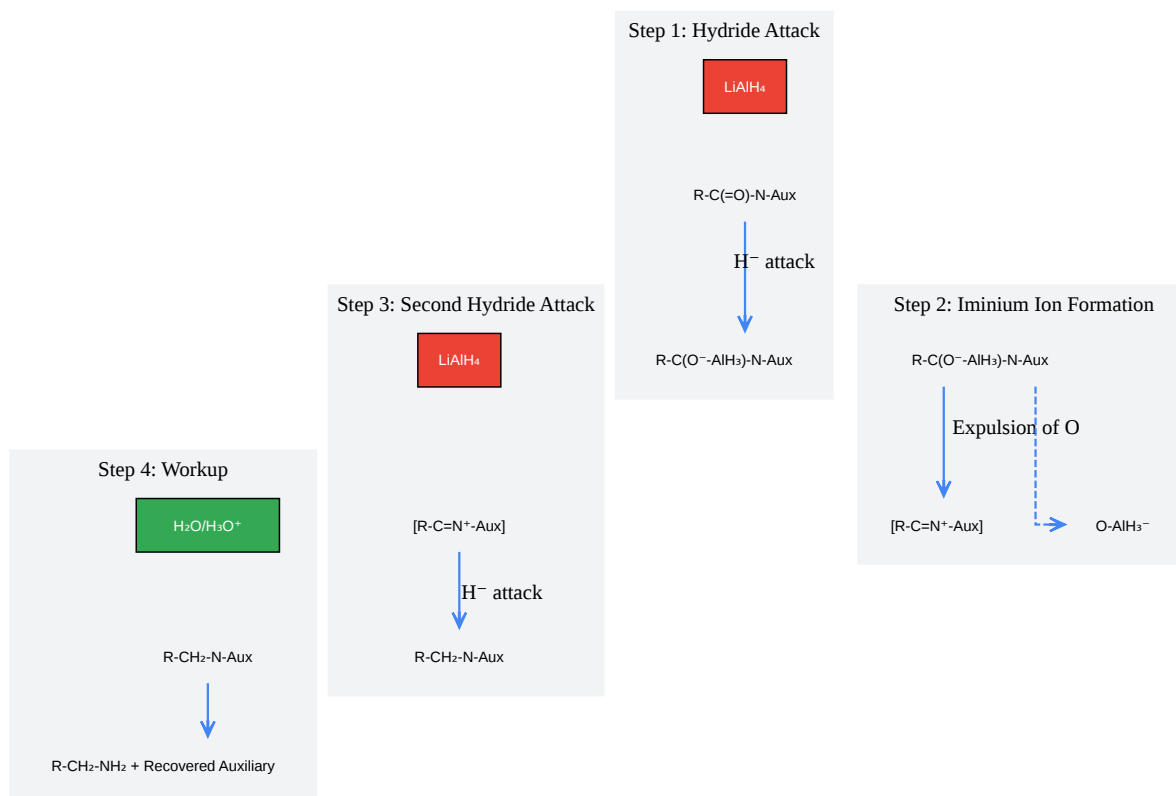 Step 1: Hydride Attack
LiAlH₄
R-C(=O)-N-Aux
H⁻ attack
R-C(O⁻-AlH₃)-N-Aux
Step 2: Iminium Ion Formation
R-C(O⁻-AlH₃)-N-Aux
Expulsion of O
[R-C=N⁺-Aux]
O-AlH₃⁻
Step 3: Second Hydride Attack
LiAlH₄
[R-C=N⁺-Aux]
H⁻ attack
R-CH₂-N-Aux
Step 4: Workup
H₂O/H₃O⁺
R-CH₂-N-Aux
R-CH₂-NH₂ + Recovered Auxiliary